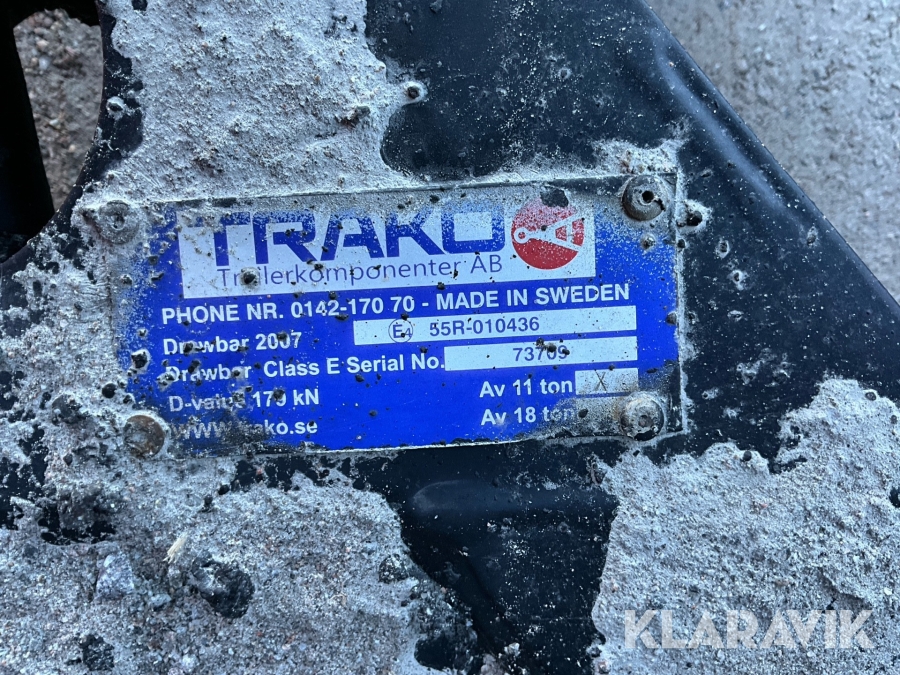 TRAKO
Trailerkomponenter AB
PHONE NR. 0142-170 70 - MADE IN SWEDEN
Drawbar 2007 E4 55R-010436
Drawbar Class E Serial No. 73709
D-value 179 kN Av 11 ton X
www.trako.se Av 18 ton
KLARAVIK